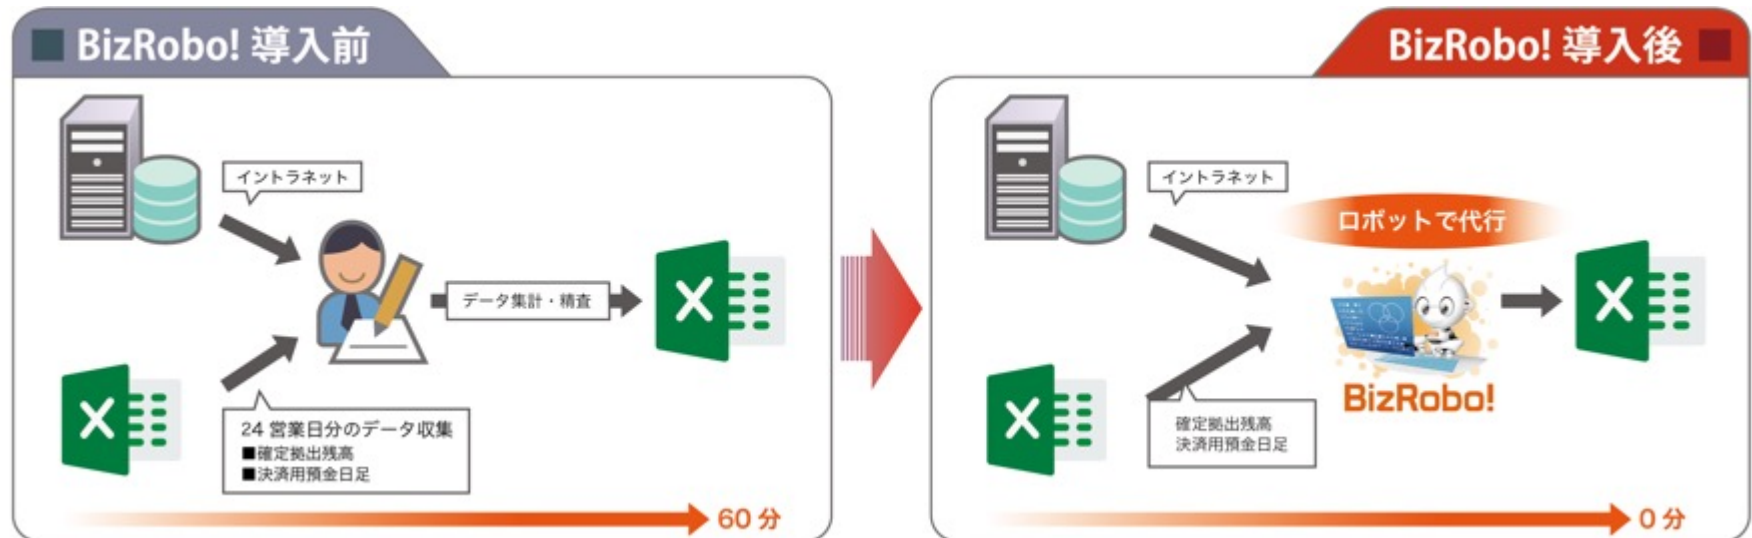 BizRobo! 導入前
イントラネット
データ集計・精査
24 営業日分のデータ収集
■確定拠出残高
■決済用預金日足
60 分
BizRobo! 導入後
イントラネット
ロボットで代行
BizRobo!
確定拠出残高
決済用預金日足
0 分